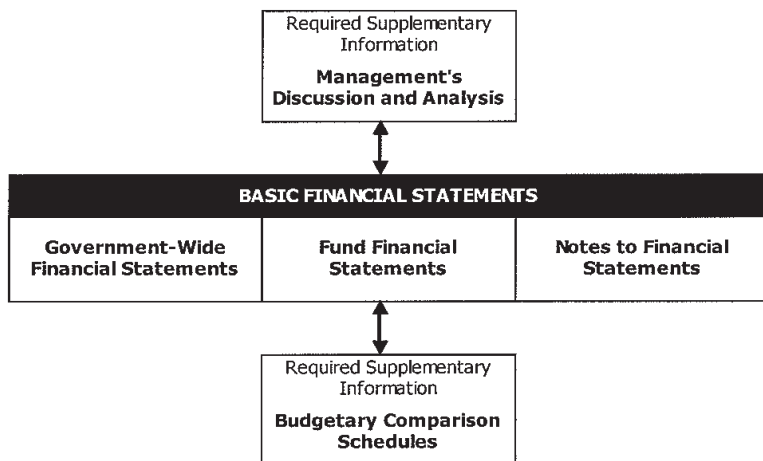 Required Supplementary
Information
Management's
Discussion and Analysis
BASIC FINANCIAL STATEMENTS
Government-Wide
Financial Statements
Fund Financial
Statements
Notes to Financial
Statements
Required Supplementary
Information
Budgetary Comparison
Schedules